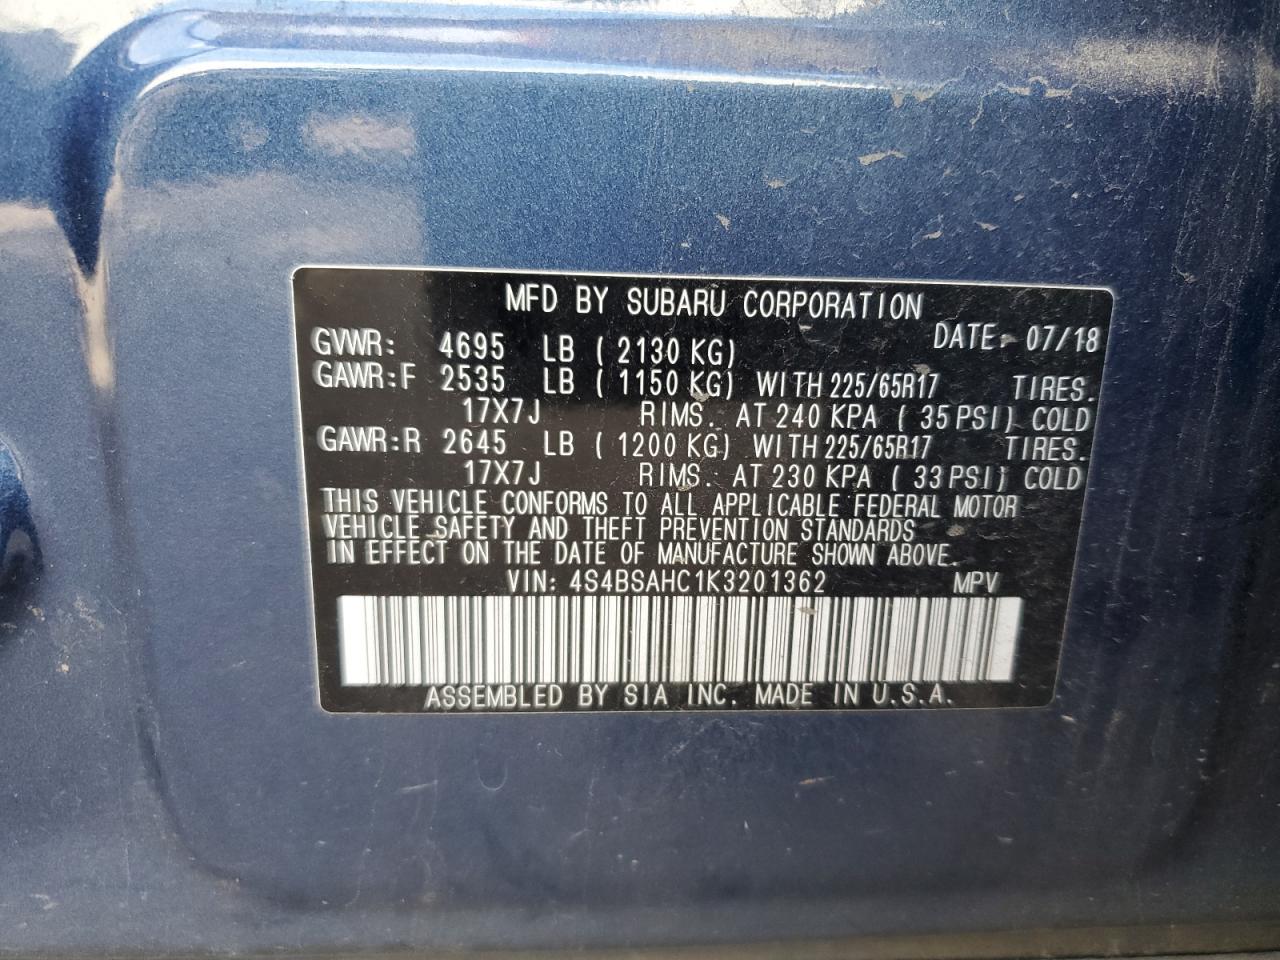 MFD BY SUBARU CORPORATION
DATE: 07/18
GVWR: 4695 LB ( 2130 KG)
GAWR:F 2535 LB ( 1150 KG) WITH 225/65R17 TIRES.
17X7J RIMS. AT 240 KPA ( 35 PSI) COLD
GAWR:R 2645 LB ( 1200 KG) WITH 225/65R17 TIRES.
17X7J RIMS. AT 230 KPA ( 33 PSI) COLD
THIS VEHICLE CONFORMS TO ALL APPLICABLE FEDERAL MOTOR
VEHICLE SAFETY AND THEFT PREVENTION STANDARDS
IN EFFECT ON THE DATE OF MANUFACTURE SHOWN ABOVE.
VIN: 4S4BSAHC1K3201362 MPV
ASSEMBLED BY SIA INC. MADE IN U.S.A.